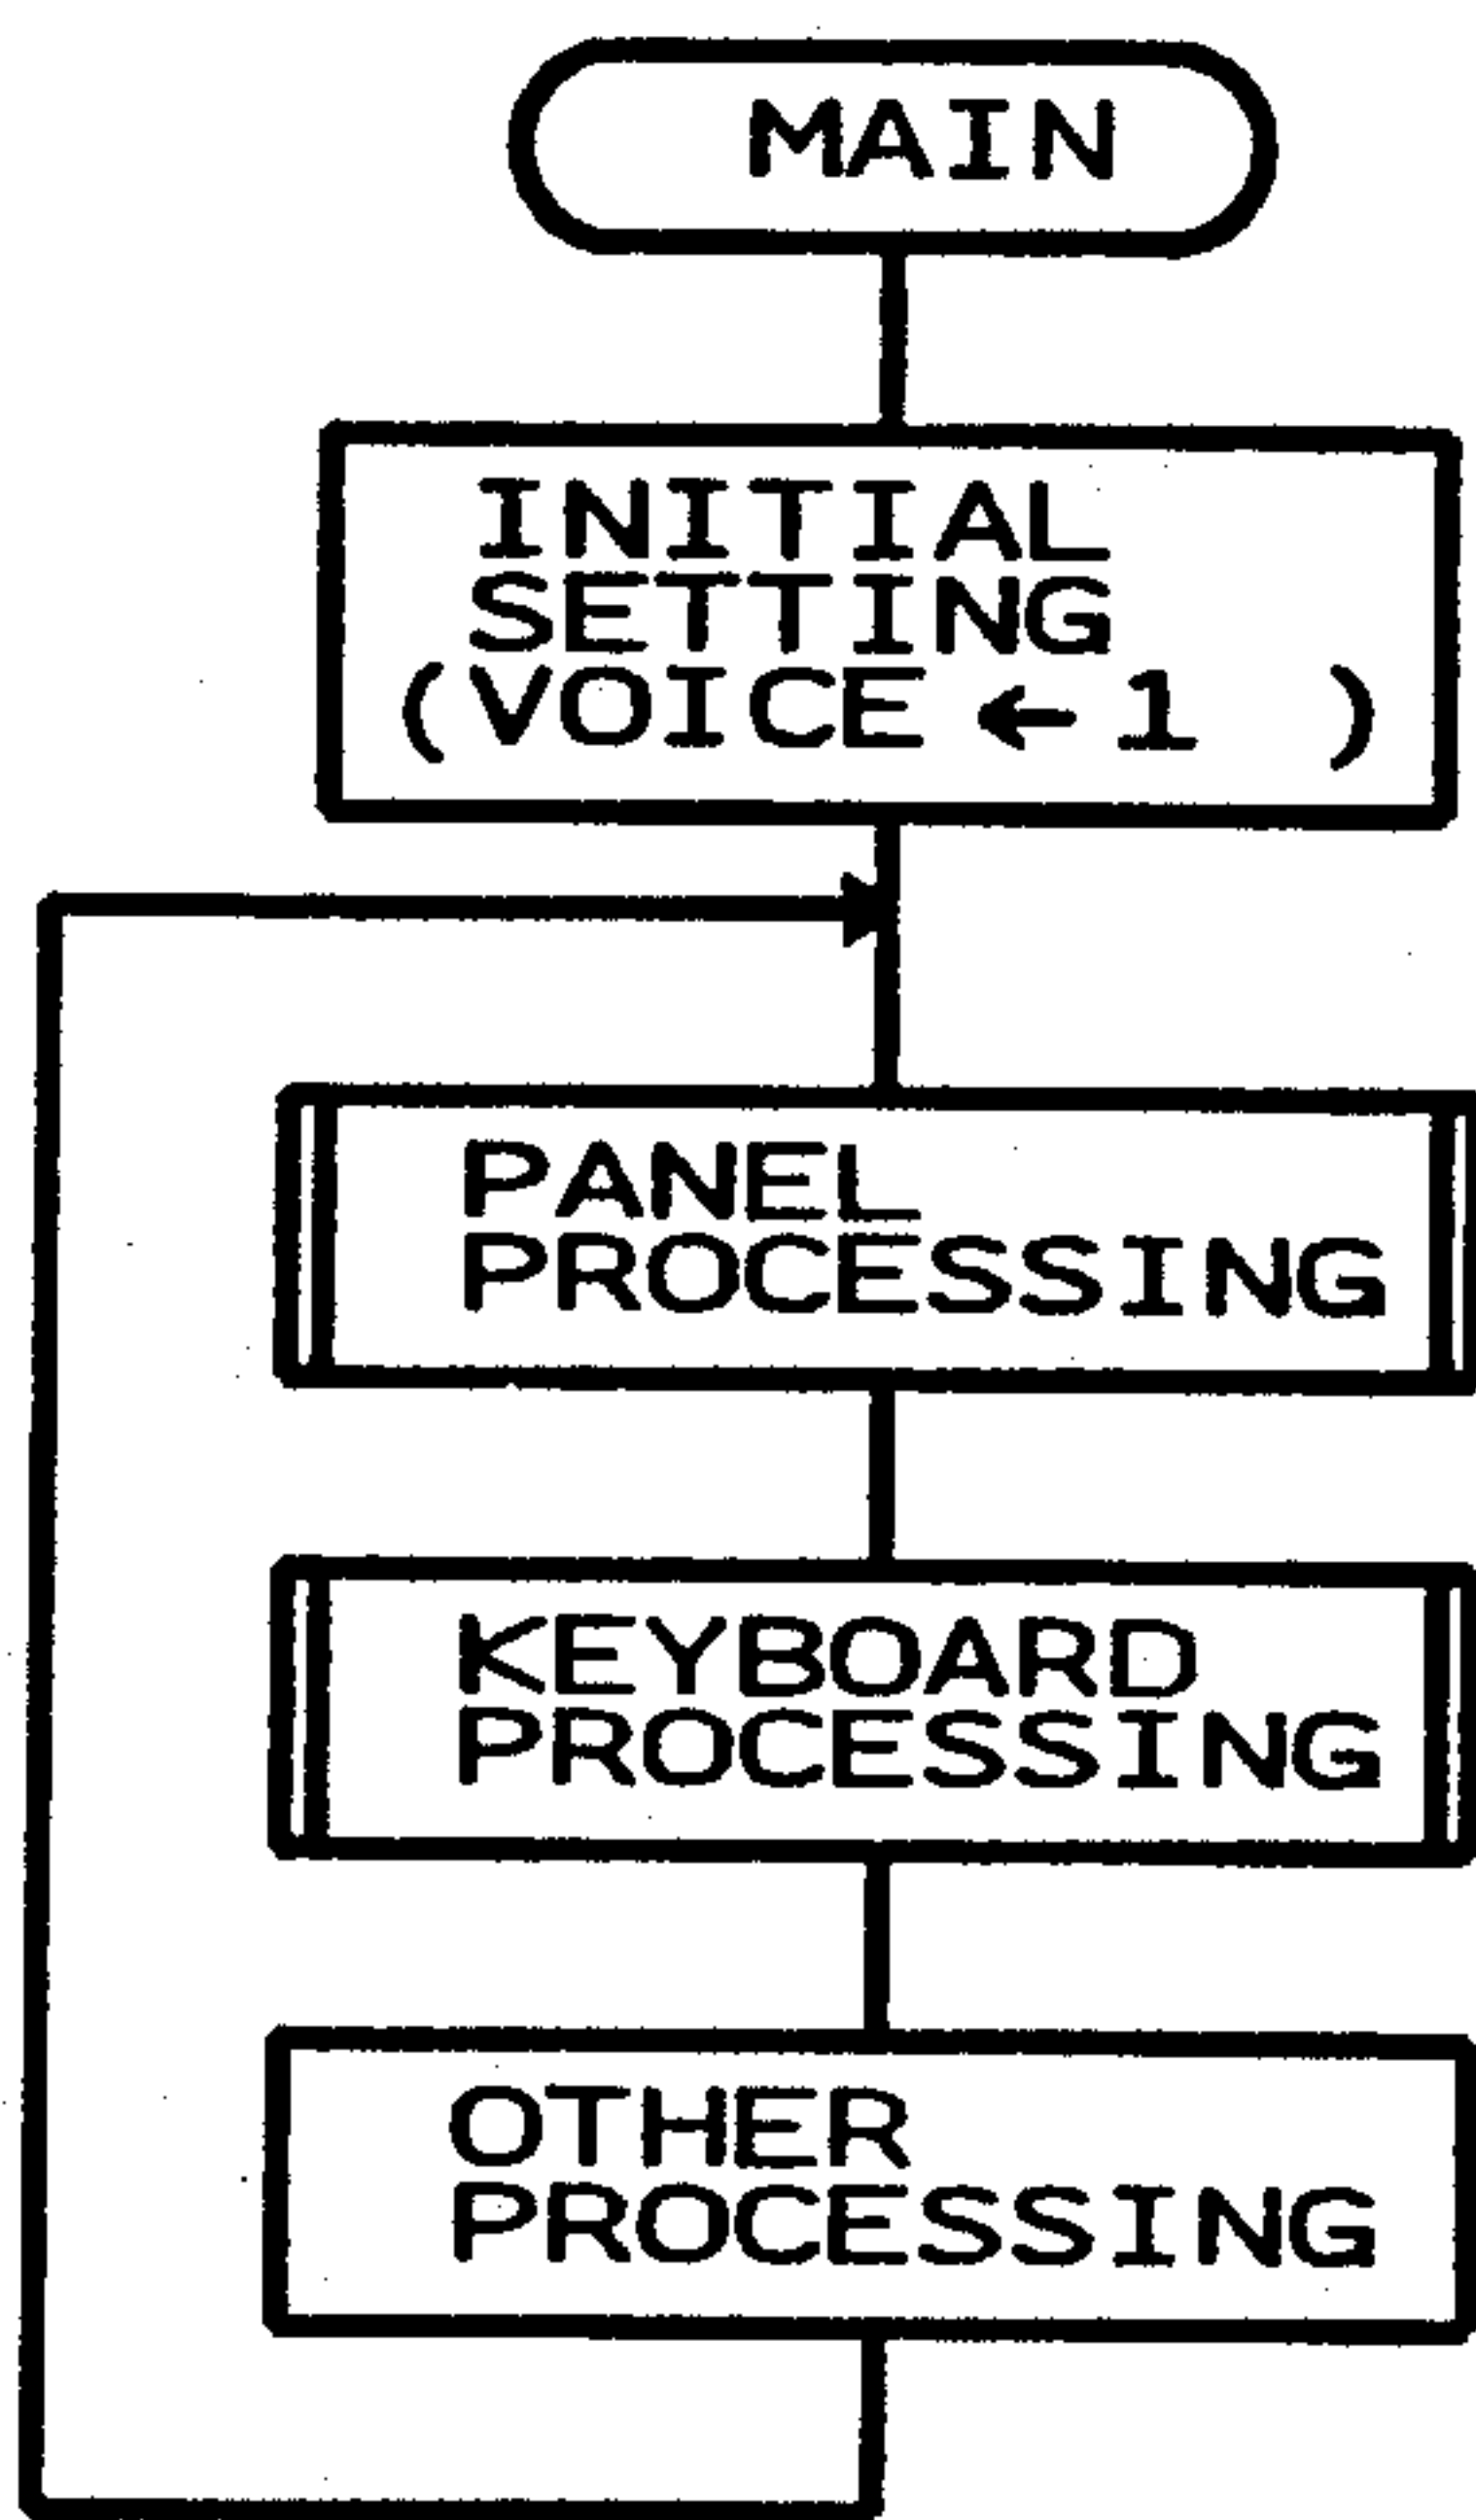 MAIN
INITIAL
SETTING
(VOICE ← 1 )
PANEL
PROCESSING
KEYBOARD
PROCESSING
OTHER
PROCESSING